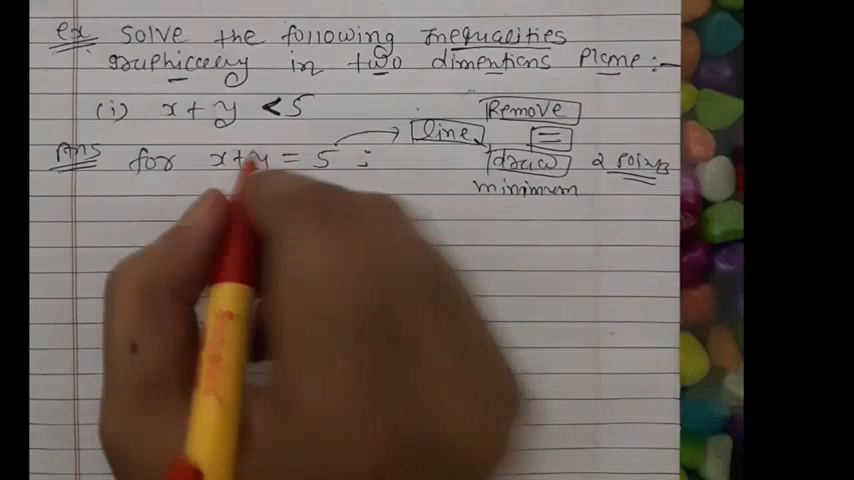 ex solve the following Inequalities
graphically in two dimentions Plane :-
(i) x + y < 5 Remove
Ans for x + y = 5 ; line =
draw 2 points
minimum